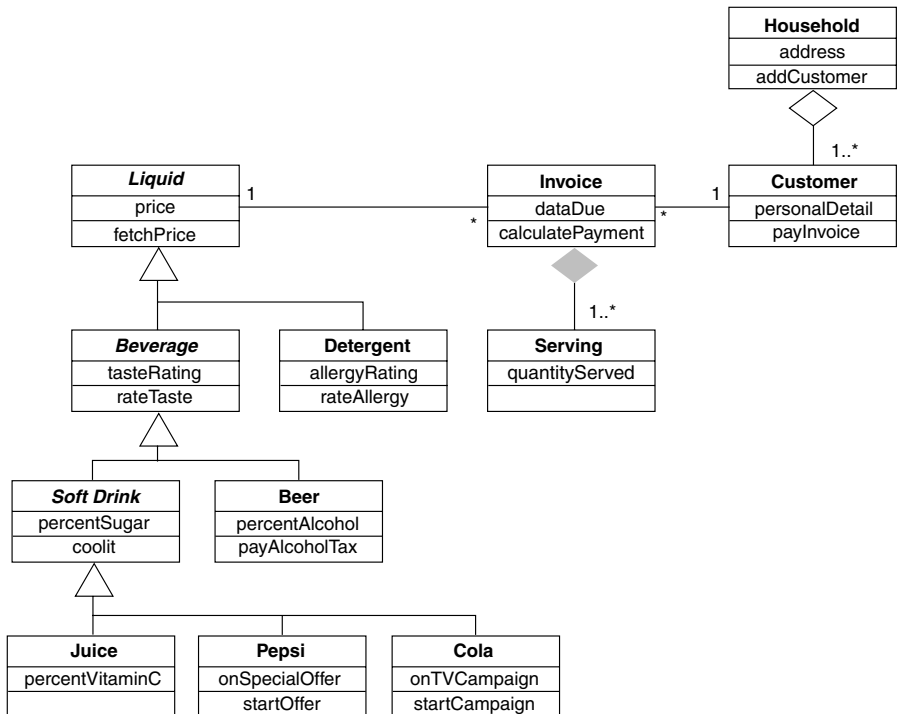 Household
address
addCustomer
1..*
Liquid
price
fetchPrice
1
*
Invoice
dataDue
calculatePayment
*
1
Customer
personalDetail
payInvoice
1..*
Beverage
tasteRating
rateTaste
Detergent
allergyRating
rateAllergy
Serving
quantityServed
Soft Drink
percentSugar
coolit
Beer
percentAlcohol
payAlcoholTax
Juice
percentVitaminC
Pepsi
onSpecialOffer
startOffer
Cola
onTVCampaign
startCampaign